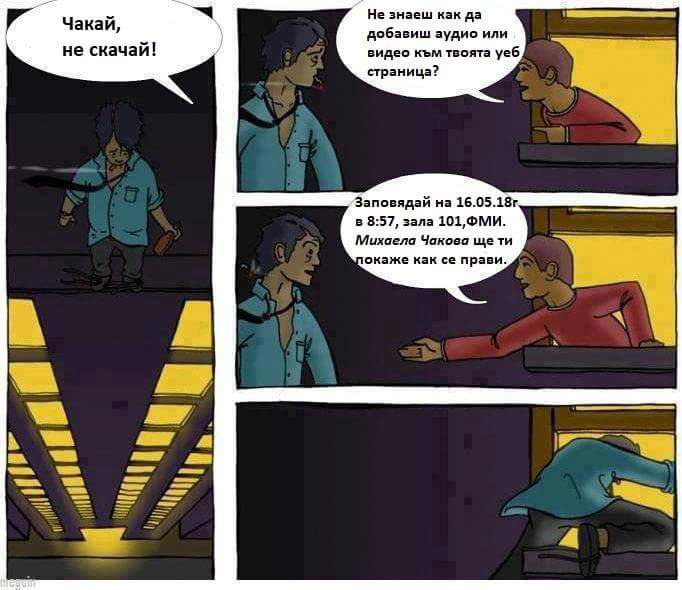 Чакай,
не скачай!
Не знаеш как да
добавиш аудио или
видео към твоята уеб
страница?
Заповядай на 16.05.18г
в 8:57, зала 101,ФМИ.
Михаела Чакова ще ти
покаже как се прави.